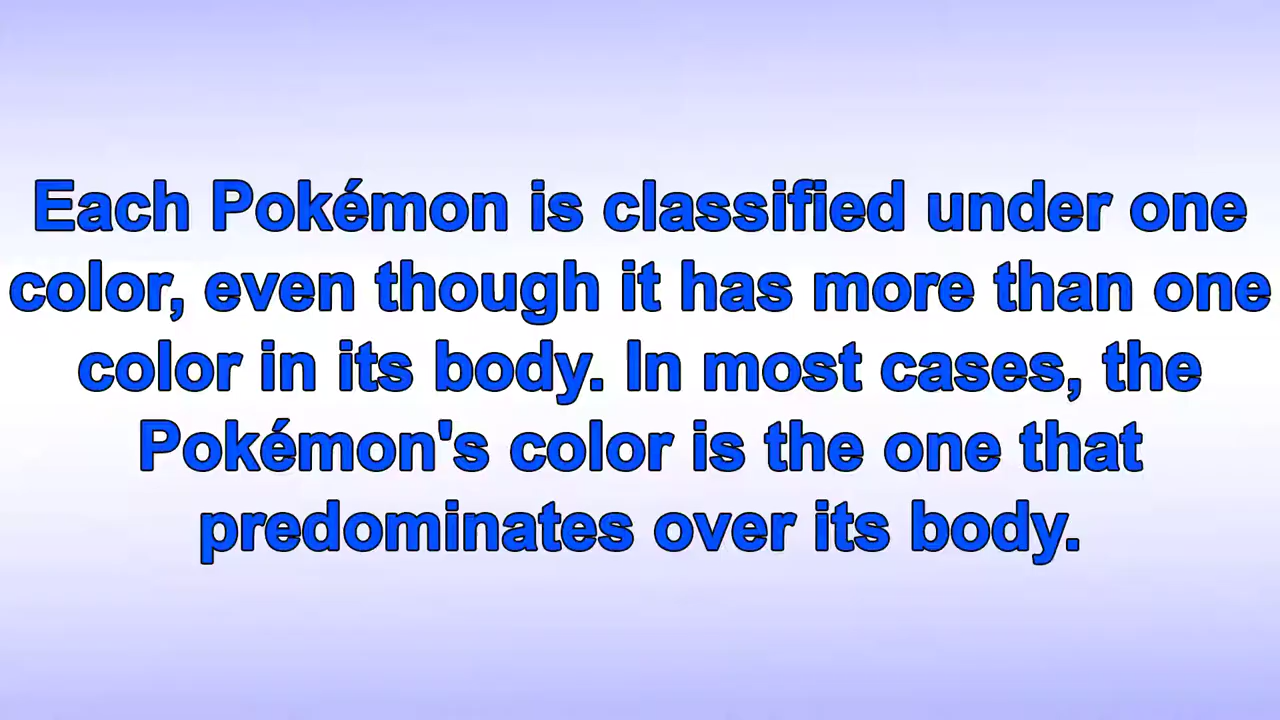 Each Pokémon is classified under one
color, even though it has more than one
color in its body. In most cases, the
Pokémon's color is the one that
predominates over its body.